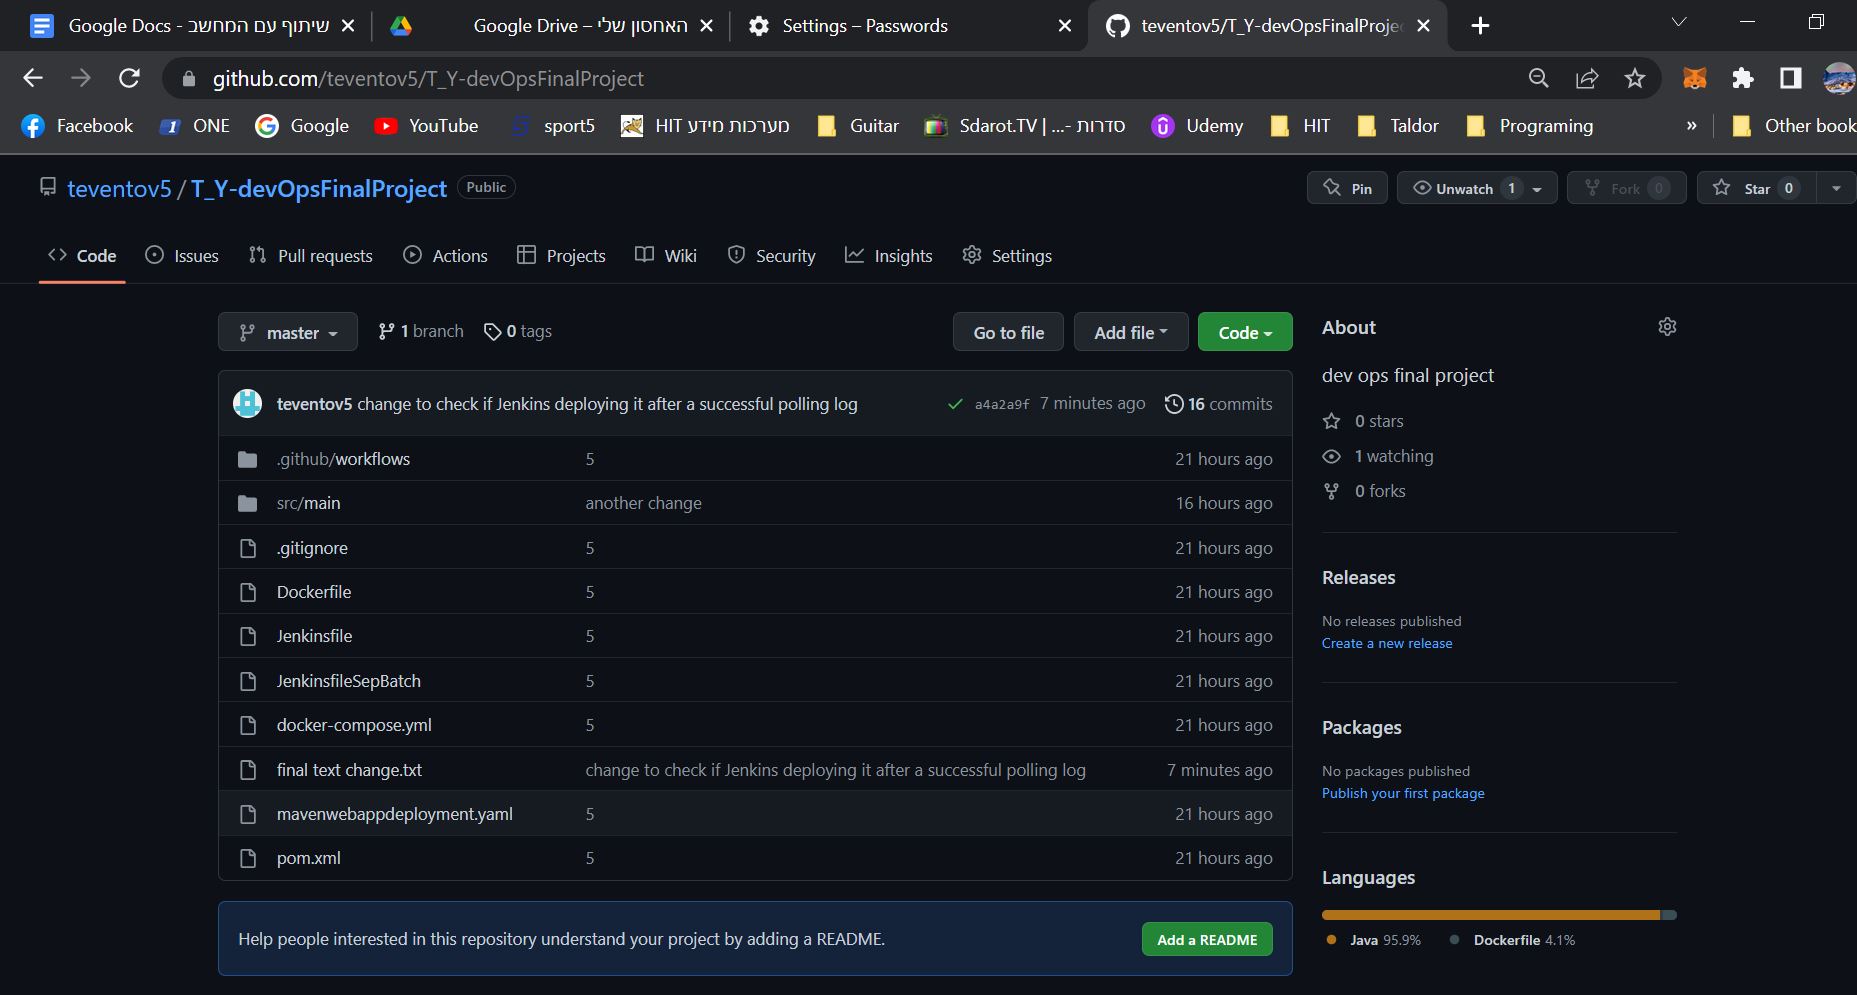 Google Docs - שיתוף עם המחשב
Google Drive – האחסון שלי
Settings – Passwords
teventov5/T_Y-devOpsFinalProjec
github.com/teventov5/T_Y-devOpsFinalProject
Facebook ONE Google YouTube sport5 HIT מערכות מידע Guitar Sdarot.TV | ...- סדרות Udemy HIT Taldor Programing » Other book
teventov5 / T_Y-devOpsFinalProject Public
Pin Unwatch 1 Fork 0 Star 0
Code Issues Pull requests Actions Projects Wiki Security Insights Settings
master 1 branch 0 tags Go to file Add file Code
teventov5 change to check if Jenkins deploying it after a successful polling log a4a2a9f 7 minutes ago 16 commits
.github/workflows 5 21 hours ago
src/main another change 16 hours ago
.gitignore 5 21 hours ago
Dockerfile 5 21 hours ago
Jenkinsfile 5 21 hours ago
JenkinsfileSepBatch 5 21 hours ago
docker-compose.yml 5 21 hours ago
final text change.txt change to check if Jenkins deploying it after a successful polling log 7 minutes ago
mavenwebappdeployment.yaml 5 21 hours ago
pom.xml 5 21 hours ago
Help people interested in this repository understand your project by adding a README. Add a README
About
dev ops final project
0 stars
1 watching
0 forks
Releases
No releases published
Create a new release
Packages
No packages published
Publish your first package
Languages
Java 95.9% Dockerfile 4.1%